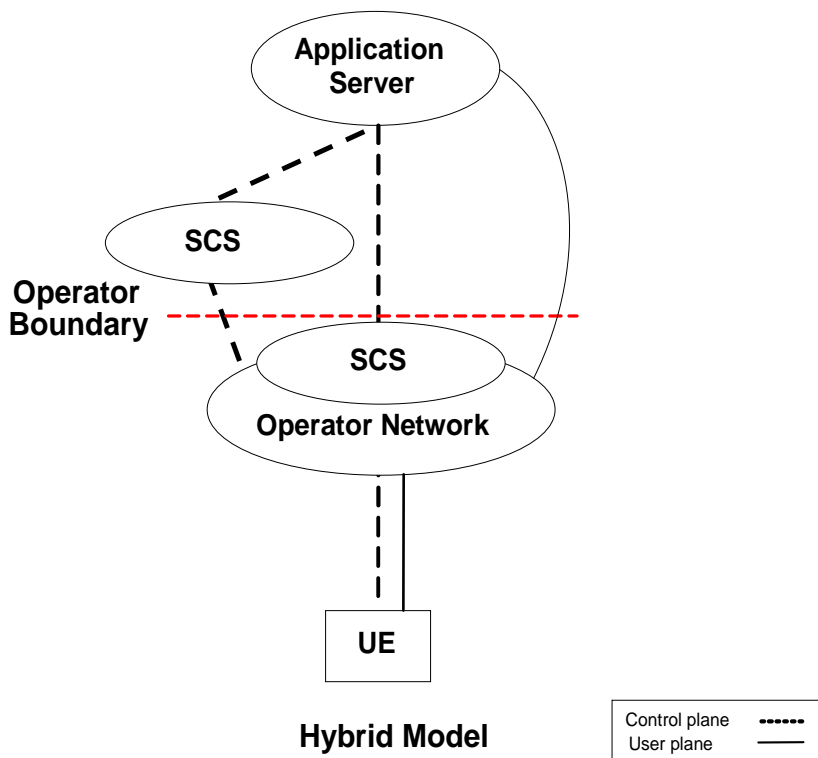 Application
Server
SCS
Operator
Boundary
SCS
Operator Network
UE
Hybrid Model
Control plane
User plane